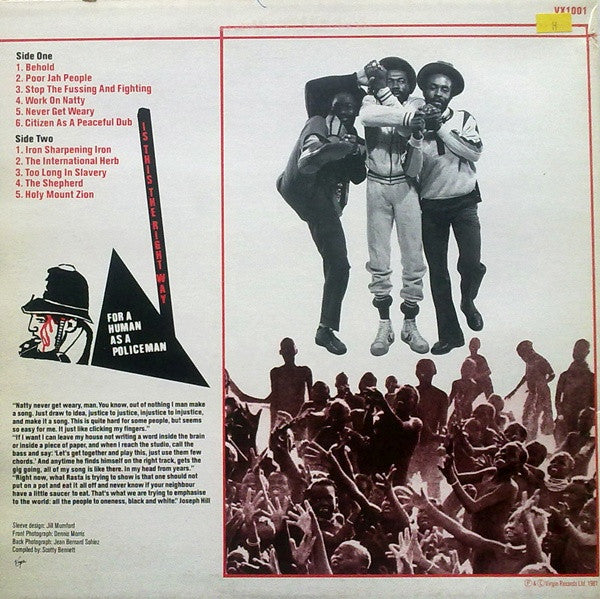 VX1001
Side One
1. Behold
2. Poor Jah People
3. Stop The Fussing And Fighting
4. Work On Natty
5. Never Get Weary
6. Citizen As A Peaceful Dub
Side Two
1. Iron Sharpening Iron
2. The International Herb
3. Too Long In Slavery
4. The Shepherd
5. Holy Mount Zion
IS THIS THE RIGHT WAY
FOR A
HUMAN
AS A
POLICEMAN
"Natty never get weary, man. You know, out of nothing I man make
a song. Just draw to idea, justice to justice, injustice to injustice,
and make it a song. This is quite hard for some people, but seems
so easy for me. It just like clicking my fingers."
"If I want I can leave my house not writing a word inside the brain
or inside a piece of paper, and when I reach the studio, call the
bass and say: 'Let's get together and play this, just use them few
chords.' And anytime he finds himself on the right track, gets the
gig going, all of my song is like there. In my head from years."
"Right now, what Rasta is trying to show is that one should not
put on a pot and eat it all off and never know if your neighbour
have a little saucer to eat. That's what we are trying to emphasise
to the world: all the people to oneness, black and white." Joseph Hill
Sleeve design: Jill Mumford
Front Photograph: Dennis Morris
Back Photograph: Jean Bernard Sohiez
Compiled by: Scotty Bennett
Virgin
Ⓟ & © Virgin Records Ltd. 1981